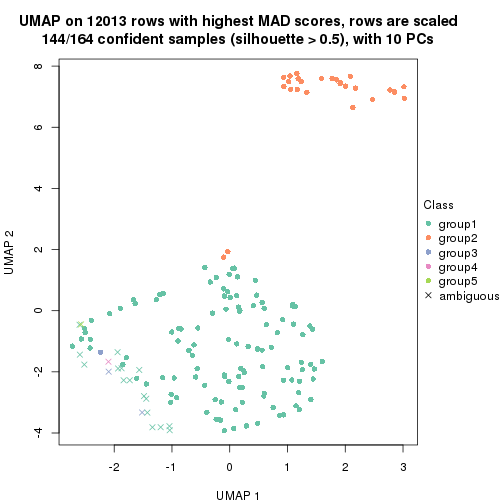 UMAP on 12013 rows with highest MAD scores, rows are scaled
144/164 confident samples (silhouette > 0.5), with 10 PCs
8
6
4
2
0
-2
-4
UMAP 2
-2
-1
0
1
2
3
UMAP 1
Class
group1
group2
group3
group4
group5
ambiguous